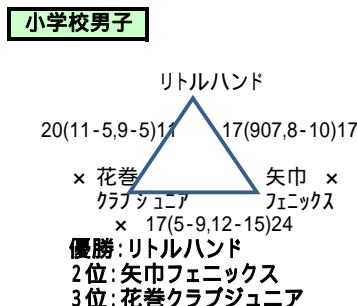 小学校男子
リトルハンド
20(11-5,9-5)11 17(907,8-10)17
× 花巻 矢巾 ×
クラブジュニア フェニックス
× 17(5-9,12-15)24
優勝:リトルハンド
2位:矢巾フェニックス
3位:花巻クラブジュニア